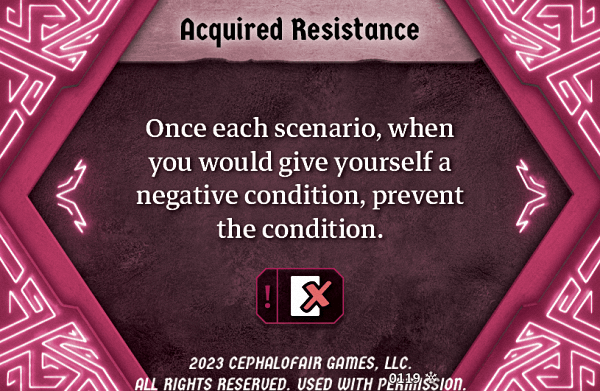 Acquired Resistance
Once each scenario, when
you would give yourself a
negative condition, prevent
the condition.
!
2023 CEPHALOFAIR GAMES, LLC.
ALL RIGHTS RESERVED. USED WITH PERMISSION.
0119